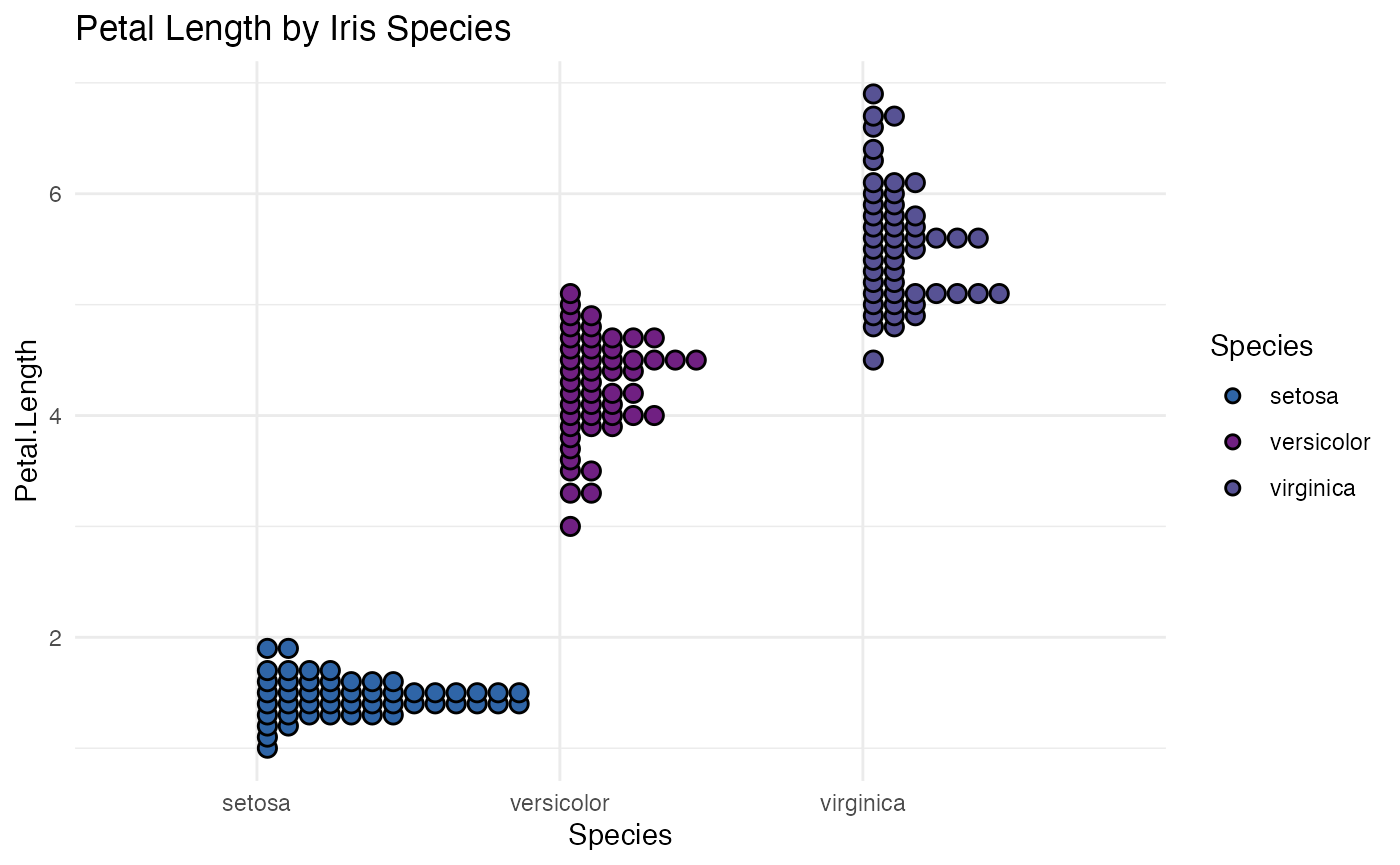 Petal Length by Iris Species
Petal.Length
6
4
2
setosa
versicolor
virginica
Species
Species
setosa
versicolor
virginica